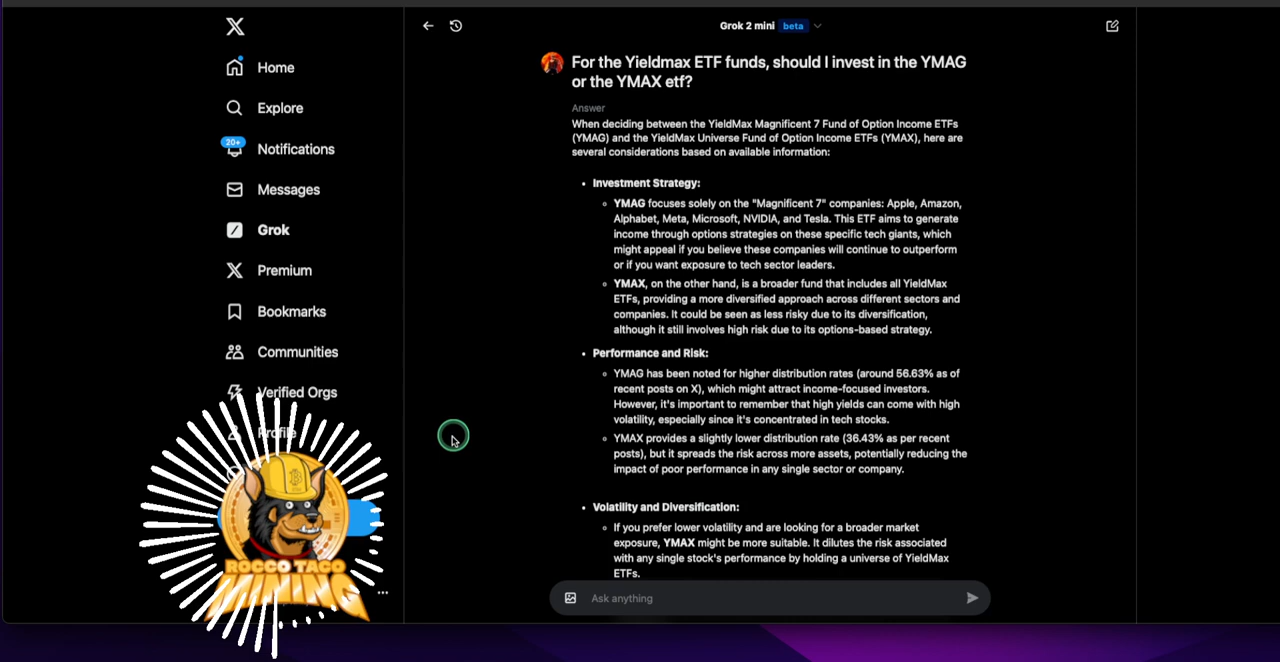 Grok 2 mini beta
Home
Explore
20+
Notifications
Messages
Grok
Premium
Bookmarks
Communities
Verified Orgs
Profile
ROCCO TACO
MINING
For the Yieldmax ETF funds, should I invest in the YMAG
or the YMAX etf?
Answer
When deciding between the YieldMax Magnificent 7 Fund of Option Income ETFs
(YMAG) and the YieldMax Universe Fund of Option Income ETFs (YMAX), here are
several considerations based on available information:
• Investment Strategy:
YMAG focuses solely on the "Magnificent 7" companies: Apple, Amazon,
Alphabet, Meta, Microsoft, NVIDIA, and Tesla. This ETF aims to generate
income through options strategies on these specific tech giants, which
might appeal if you believe these companies will continue to outperform
or if you want exposure to tech sector leaders.
YMAX, on the other hand, is a broader fund that includes all YieldMax
ETFs, providing a more diversified approach across different sectors and
companies. It could be seen as less risky due to its diversification,
although it still involves high risk due to its options-based strategy.
• Performance and Risk:
YMAG has been noted for higher distribution rates (around 56.63% as of
recent posts on X), which might attract income-focused investors.
However, it's important to remember that high yields can come with high
volatility, especially since it's concentrated in tech stocks.
YMAX provides a slightly lower distribution rate (36.43% as per recent
posts), but it spreads the risk across more assets, potentially reducing the
impact of poor performance in any single sector or company.
• Volatility and Diversification:
If you prefer lower volatility and are looking for a broader market
exposure, YMAX might be more suitable. It dilutes the risk associated
with any single stock's performance by holding a universe of YieldMax
ETFs.
Ask anything